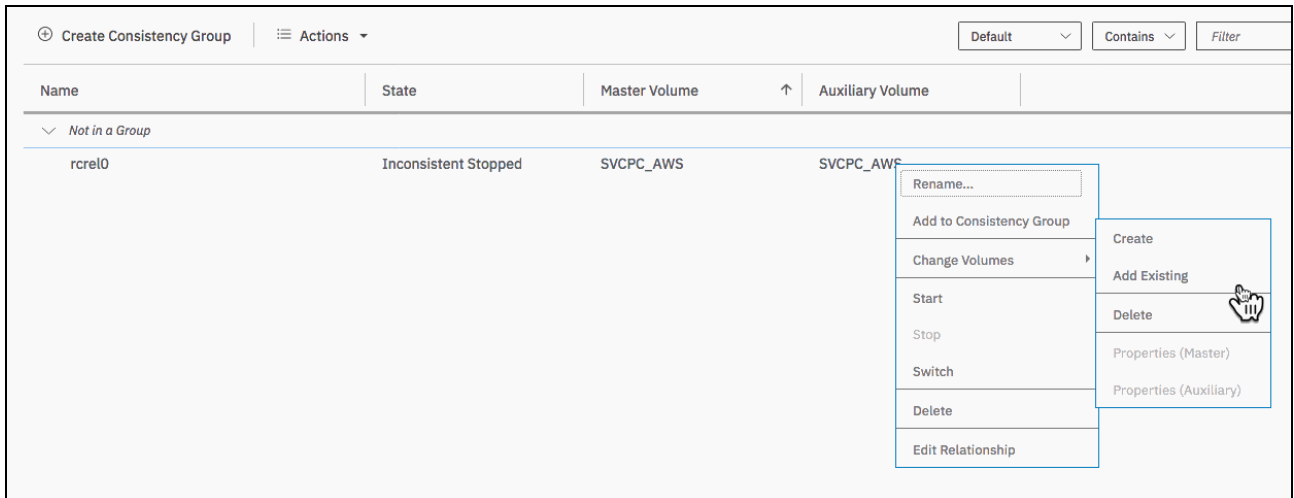 Create Consistency Group Actions Default Contains Filter
Name State Master Volume Auxiliary Volume
Not in a Group
rcrel0 Inconsistent Stopped SVCPC_AWS SVCPC_AWS
Rename...
Add to Consistency Group
Change Volumes
Start
Stop
Switch
Delete
Edit Relationship
Create
Add Existing
Delete
Properties (Master)
Properties (Auxiliary)